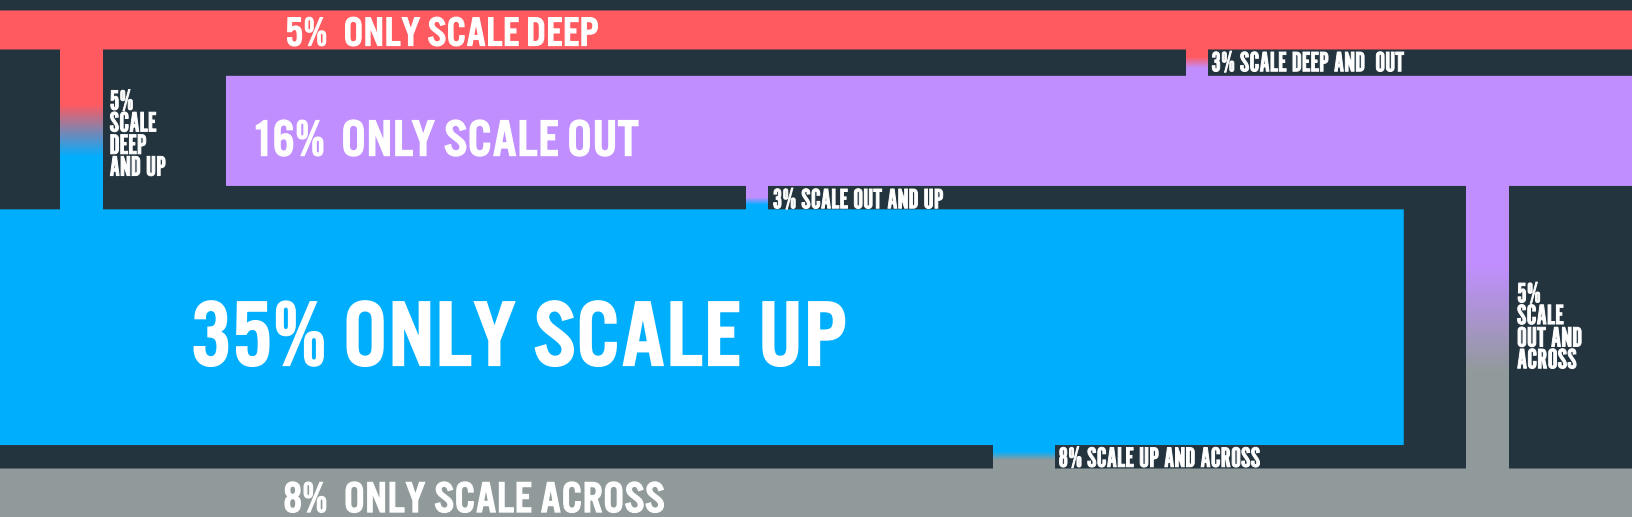 5% ONLY SCALE DEEP
3% SCALE DEEP AND OUT
5%
SCALE
DEEP
AND UP
16% ONLY SCALE OUT
3% SCALE OUT AND UP
35% ONLY SCALE UP
5%
SCALE
OUT AND
ACROSS
8% SCALE UP AND ACROSS
8% ONLY SCALE ACROSS